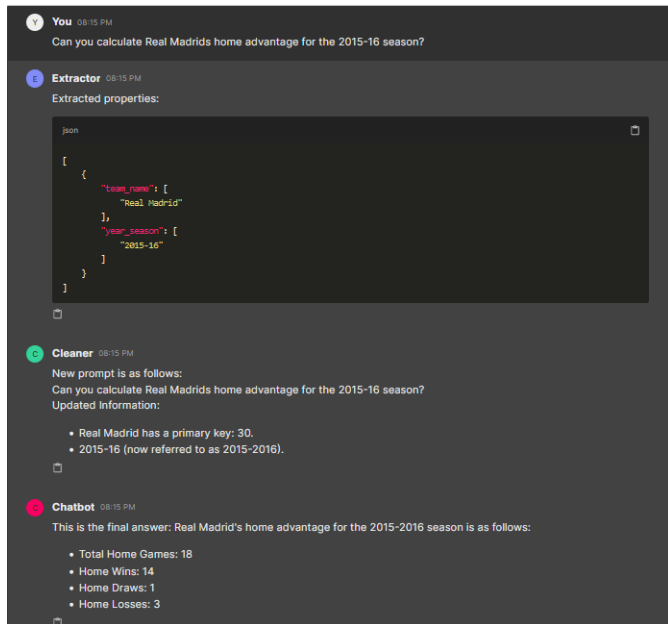 Y You 08:15 PM
Can you calculate Real Madrids home advantage for the 2015-16 season?
E Extractor 08:15 PM
Extracted properties:
json
[
{
"team_name": [
"Real Madrid"
],
"year_season": [
"2015-16"
]
}
]
C Cleaner 08:15 PM
New prompt is as follows:
Can you calculate Real Madrids home advantage for the 2015-16 season?
Updated Information:
• Real Madrid has a primary key: 30.
• 2015-16 (now referred to as 2015-2016).
C Chatbot 08:15 PM
This is the final answer: Real Madrid's home advantage for the 2015-2016 season is as follows:
• Total Home Games: 18
• Home Wins: 14
• Home Draws: 1
• Home Losses: 3